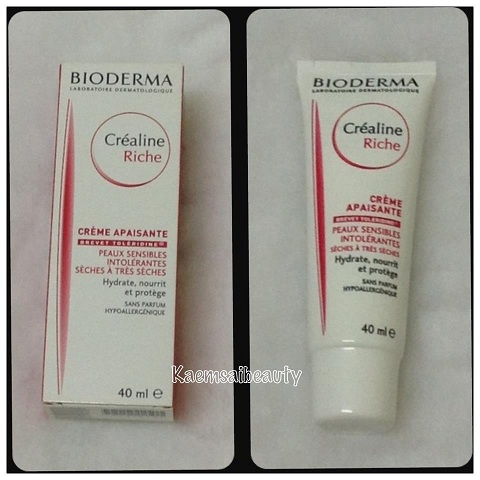 BIODERMA
LABORATOIRE DERMATOLOGIQUE
Créaline
Riche
CRÈME APAISANTE
BREVET TOLÉRIDINE
PEAUX SENSIBLES
INTOLÉRANTES
SÈCHES À TRÈS SÈCHES
Hydrate, nourrit
et protège
SANS PARFUM
HYPOALLERGÉNIQUE
40 ml e
BIODERMA
LABORATOIRE DERMATOLOGIQUE
Créaline
Riche
CRÈME
APAISANTE
BREVET TOLÉRIDINE
PEAUX SENSIBLES
INTOLÉRANTES
SÈCHES À TRÈS SÈCHES
Hydrate, nourrit
et protège
SANS PARFUM
HYPOALLERGÉNIQUE
40 ml e
Kaemsaibeauty